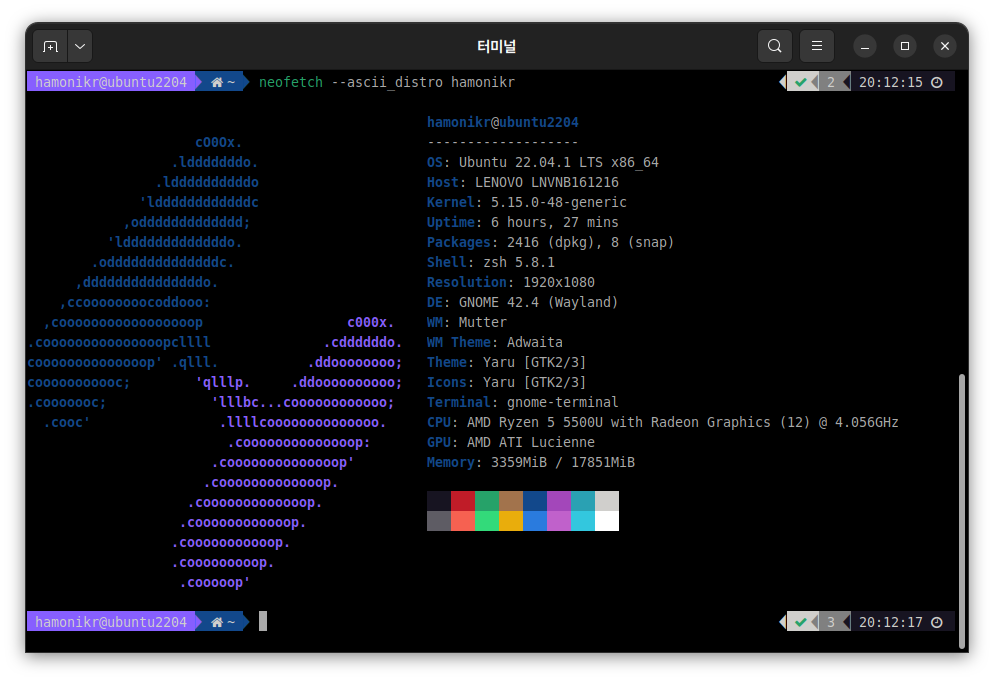 터미널
hamonikr@ubuntu2204 ~ neofetch --ascii_distro hamonikr 2 20:12:15
hamonikr@ubuntu2204
cO0Ox. -------------------
.ldddddddo. OS: Ubuntu 22.04.1 LTS x86_64
.lddddddddddo Host: LENOVO LNVNB161216
'lddddddddddddc Kernel: 5.15.0-48-generic
,oddddddddddddd; Uptime: 6 hours, 27 mins
'ldddddddddddddo. Packages: 2416 (dpkg), 8 (snap)
.oddddddddddddddc. Shell: zsh 5.8.1
,dddddddddddddddo. Resolution: 1920x1080
,ccoooooooocoddooo: DE: GNOME 42.4 (Wayland)
,coooooooooooooooooop c000x. WM: Mutter
.cooooooooooooooopcllll .cddddddo. WM Theme: Adwaita
coooooooooooooop' .qlll. .ddoooooooo; Theme: Yaru [GTK2/3]
cooooooooooc; 'qlllp. .ddoooooooooo; Icons: Yaru [GTK2/3]
.cooooooc; 'lllbc...coooooooooooo; Terminal: gnome-terminal
.cooc' .llllcoooooooooooooo. CPU: AMD Ryzen 5 5500U with Radeon Graphics (12) @ 4.056GHz
.coooooooooooooop: GPU: AMD ATI Lucienne
.coooooooooooooop' Memory: 3359MiB / 17851MiB
.cooooooooooooop.
.cooooooooooooop.
.coooooooooooop.
.cooooooooooop.
.cooooooooop.
.cooooop'
hamonikr@ubuntu2204 ~ 3 20:12:17